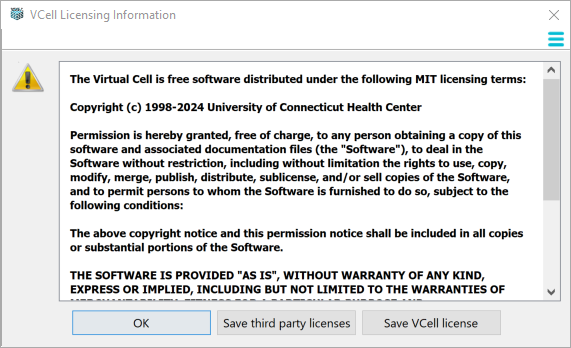 VCell Licensing Information
The Virtual Cell is free software distributed under the following MIT licensing terms:
Copyright (c) 1998-2024 University of Connecticut Health Center
Permission is hereby granted, free of charge, to any person obtaining a copy of this
software and associated documentation files (the "Software"), to deal in the
Software without restriction, including without limitation the rights to use, copy,
modify, merge, publish, distribute, sublicense, and/or sell copies of the Software,
and to permit persons to whom the Software is furnished to do so, subject to the
following conditions:
The above copyright notice and this permission notice shall be included in all copies
or substantial portions of the Software.
THE SOFTWARE IS PROVIDED "AS IS", WITHOUT WARRANTY OF ANY KIND,
EXPRESS OR IMPLIED, INCLUDING BUT NOT LIMITED TO THE WARRANTIES OF
OK
Save third party licenses
Save VCell license